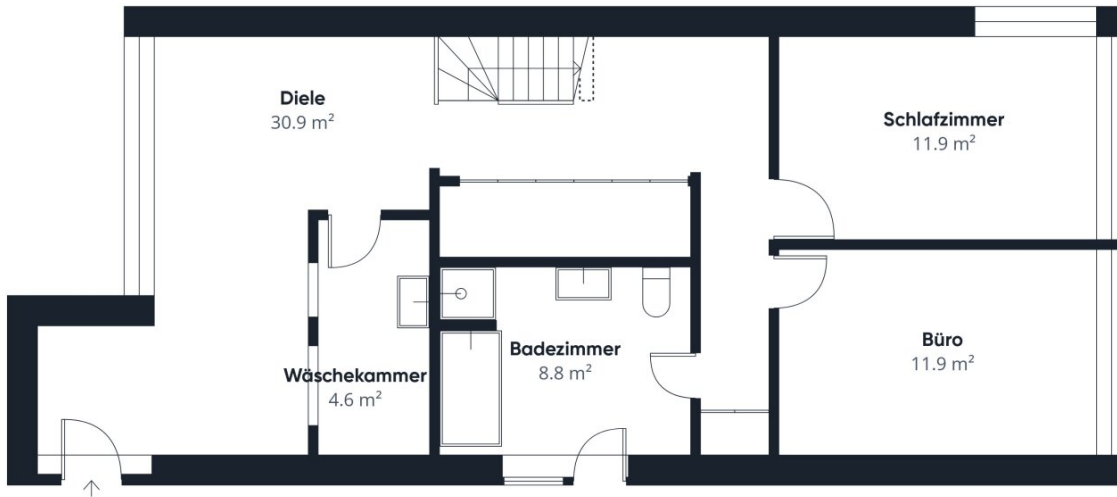 Diele
30.9 m²
Schlafzimmer
11.9 m²
Wäschekammer
4.6 m²
Badezimmer
8.8 m²
Büro
11.9 m²